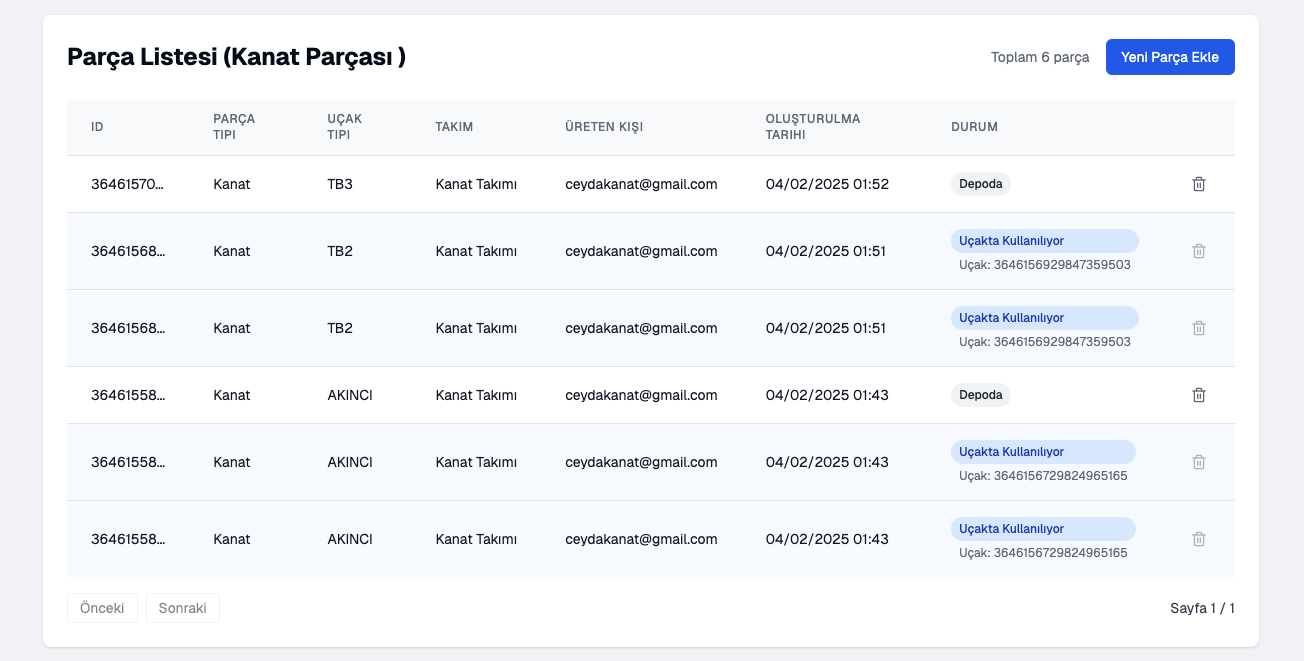 Parça Listesi (Kanat Parçası )
Toplam 6 parça
Yeni Parça Ekle
ID PARÇA TIPI UÇAK TIPI TAKIM ÜRETEN KIŞI OLUŞTURULMA TARIHI DURUM
36461570... Kanat TB3 Kanat Takımı ceydakanat@gmail.com 04/02/2025 01:52 Depoda
36461568... Kanat TB2 Kanat Takımı ceydakanat@gmail.com 04/02/2025 01:51 Uçakta Kullanılıyor
Uçak: 3646156929847359503
36461568... Kanat TB2 Kanat Takımı ceydakanat@gmail.com 04/02/2025 01:51 Uçakta Kullanılıyor
Uçak: 3646156929847359503
36461558... Kanat AKINCI Kanat Takımı ceydakanat@gmail.com 04/02/2025 01:43 Depoda
36461558... Kanat AKINCI Kanat Takımı ceydakanat@gmail.com 04/02/2025 01:43 Uçakta Kullanılıyor
Uçak: 3646156729824965165
36461558... Kanat AKINCI Kanat Takımı ceydakanat@gmail.com 04/02/2025 01:43 Uçakta Kullanılıyor
Uçak: 3646156729824965165
Önceki Sonraki Sayfa 1 / 1